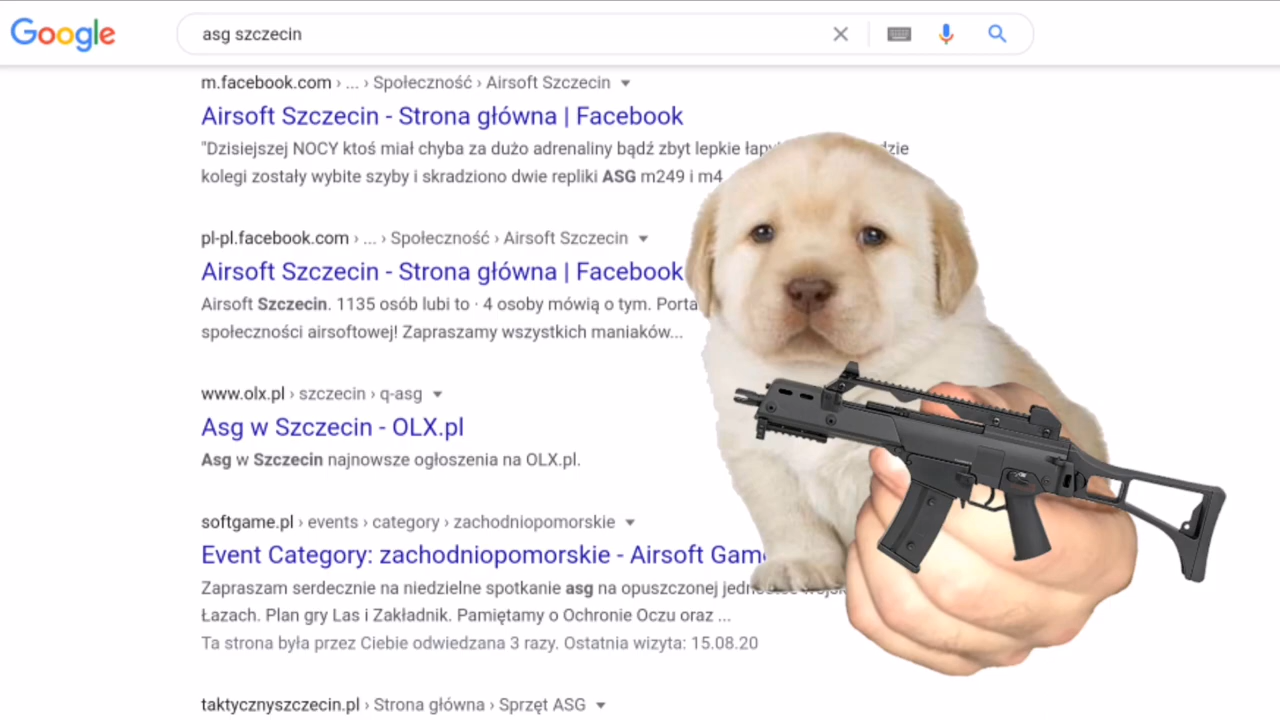 Google
asg szczecin
m.facebook.com › ... › Społeczność › Airsoft Szczecin
Airsoft Szczecin - Strona główna | Facebook
"Dzisiejszej NOCY ktoś miał chyba za dużo adrenaliny bądź zbyt lepkie
kolegi zostały wybite szyby i skradziono dwie repliki ASG m249 i m4
pl-pl.facebook.com › ... › Społeczność › Airsoft Szczecin
Airsoft Szczecin - Strona główna | Facebook
Airsoft Szczecin. 1135 osób lubi to · 4 osoby mówią o tym.
społeczności airsoftowej! Zapraszamy wszystkich maniaków...
www.olx.pl › szczecin › q-asg
Asg w Szczecin - OLX.pl
Asg w Szczecin najnowsze ogłoszenia na OLX.pl.
softgame.pl › events › category › zachodniopomorskie
Event Category: zachodniopomorskie - Airsoft
Zapraszam serdecznie na niedzielne spotkanie asg na opuszczonej
Łazach. Plan gry Las i Zakładnik. Pamiętamy o Ochronie Oczu oraz ...
Ta strona była przez Ciebie odwiedzana 3 razy. Ostatnia wizyta: 15.08.20
taktycznyszczecin.pl › Strona główna › Sprzęt ASG